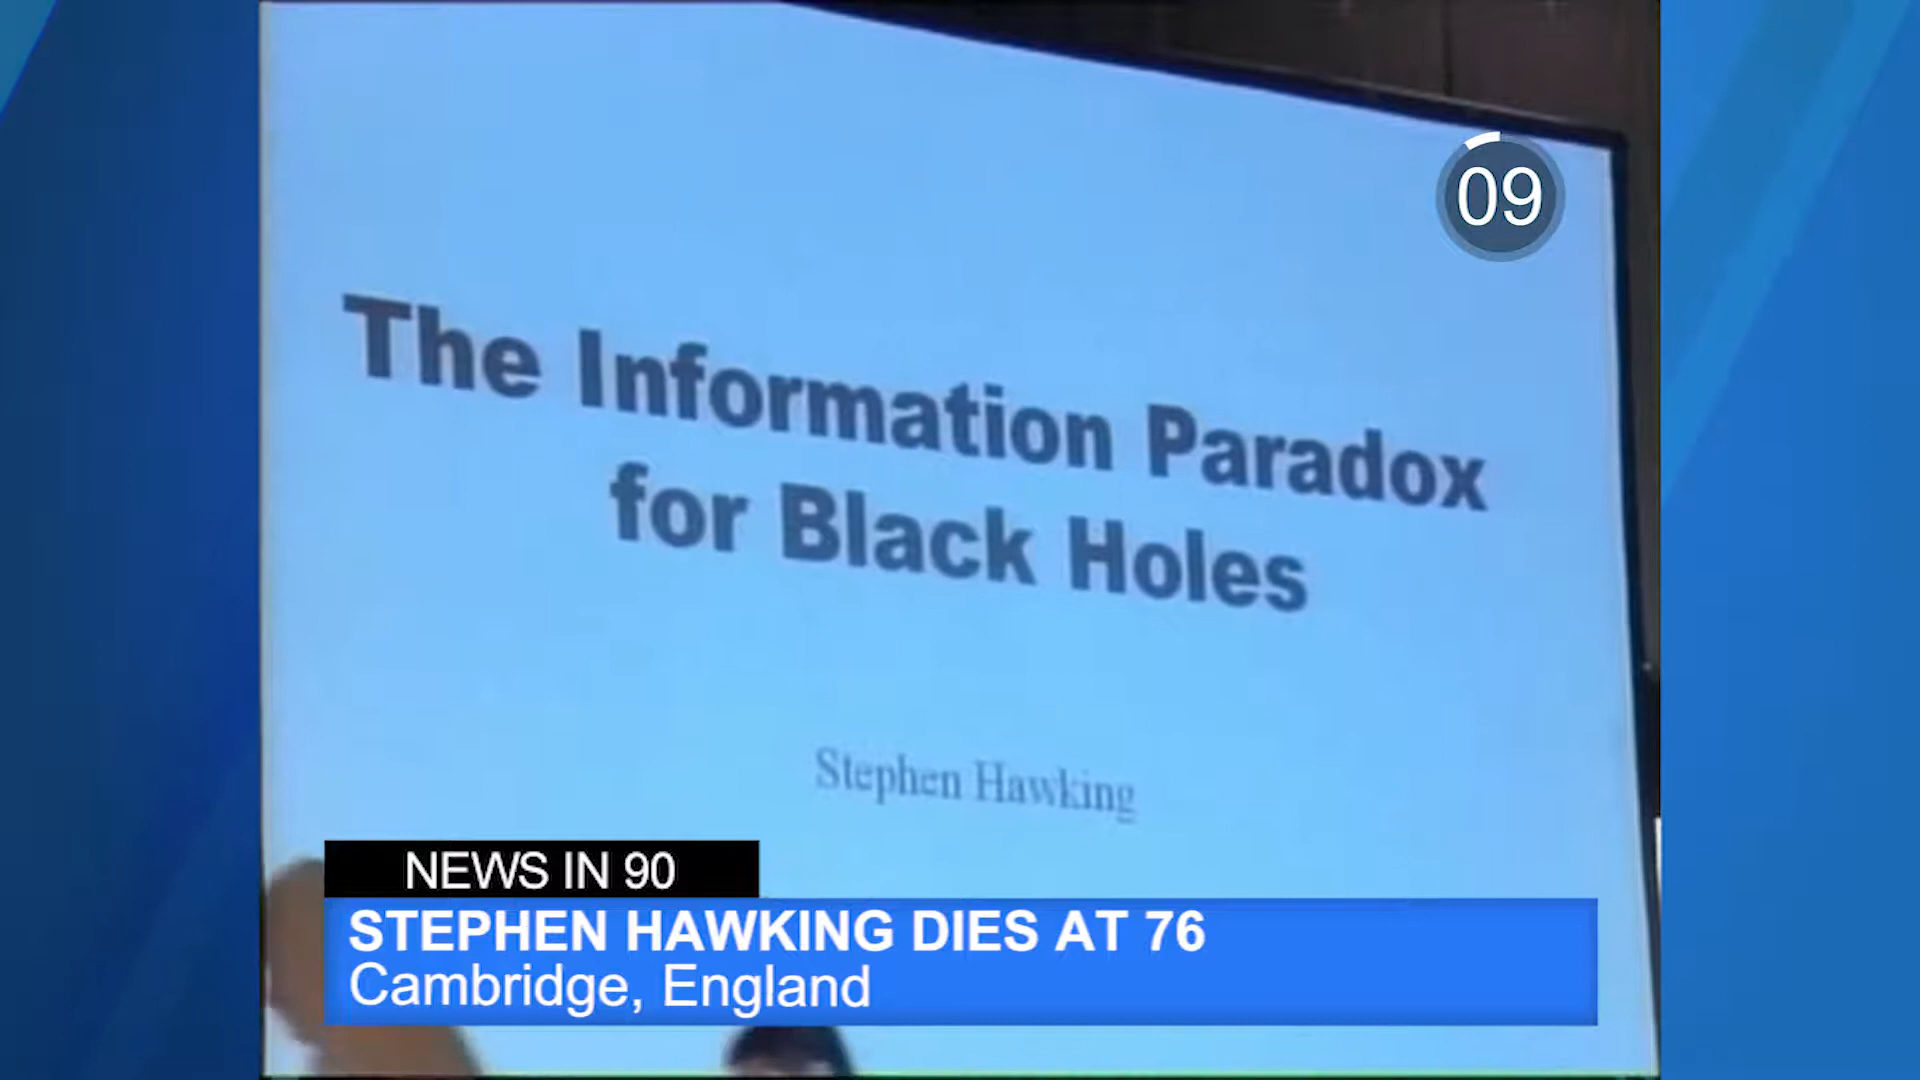 09
The Information Paradox
for Black Holes
Stephen Hawking
NEWS IN 90
STEPHEN HAWKING DIES AT 76
Cambridge, England